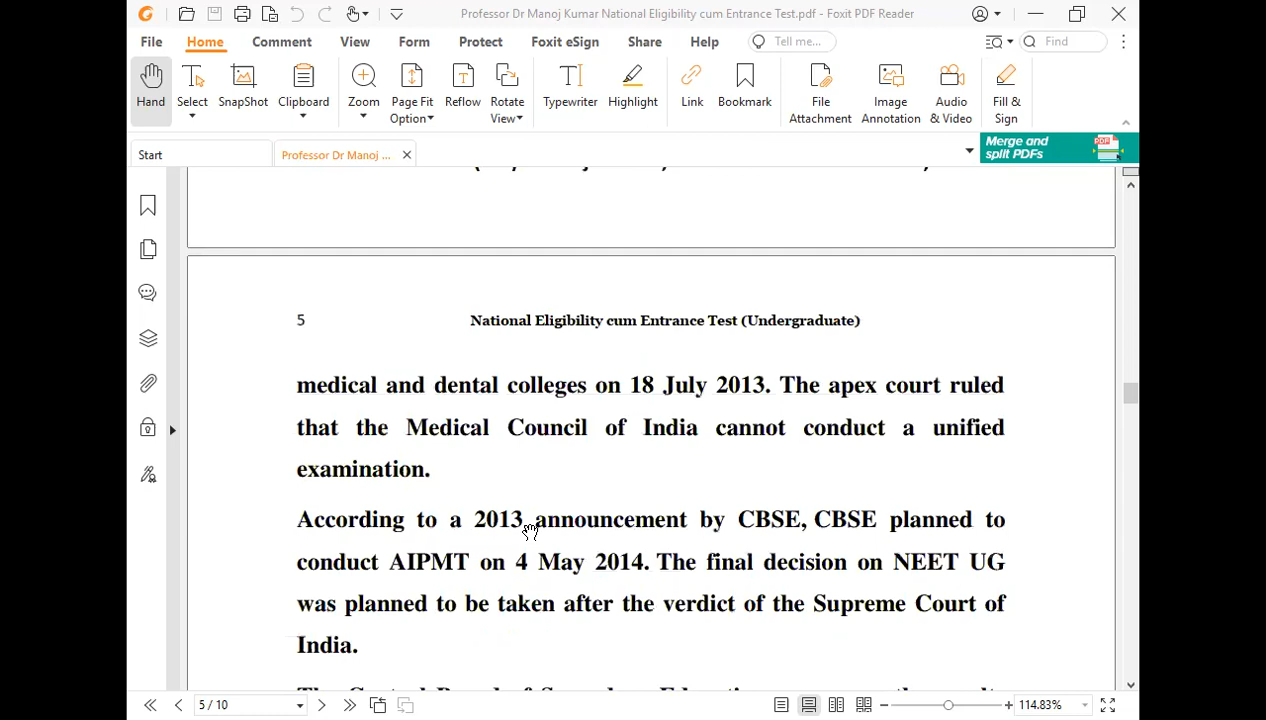 Professor Dr Manoj Kumar National Eligibility cum Entrance Test.pdf - Foxit PDF Reader
File Home Comment View Form Protect Foxit eSign Share Help Tell me... Find
Hand Select SnapShot Clipboard Zoom Page Fit Option Reflow Rotate View Typewriter Highlight Link Bookmark File Attachment Image Annotation Audio & Video Fill & Sign
Start Professor Dr Manoj ... Merge and split PDFs
5 National Eligibility cum Entrance Test (Undergraduate)
medical and dental colleges on 18 July 2013. The apex court ruled
that the Medical Council of India cannot conduct a unified
examination.
According to a 2013 announcement by CBSE, CBSE planned to
conduct AIPMT on 4 May 2014. The final decision on NEET UG
was planned to be taken after the verdict of the Supreme Court of
India.
5 / 10 114.83%